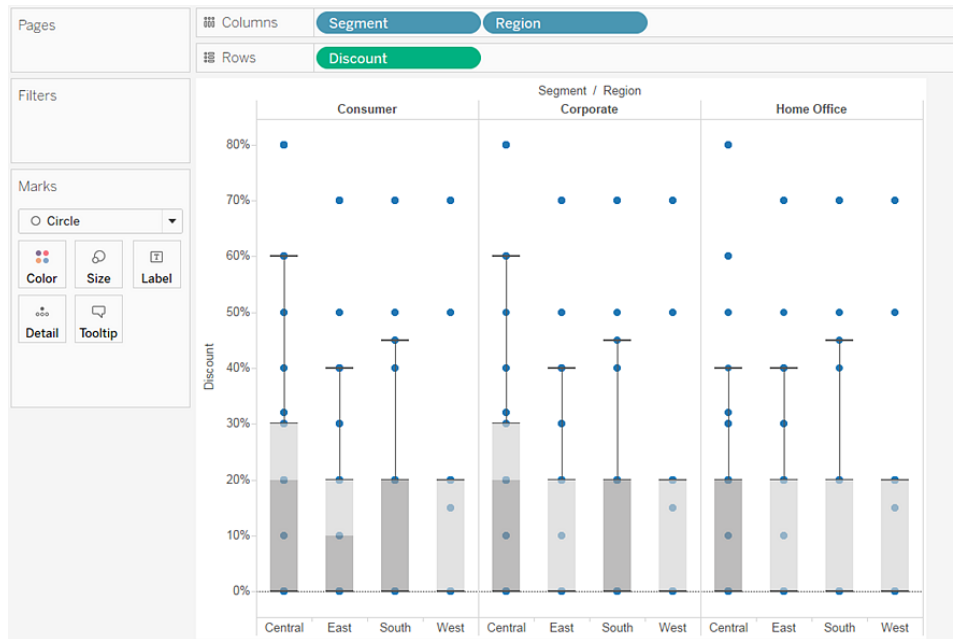 Pages
Columns
Segment
Region
Rows
Discount
Filters
Marks
Circle
Color
Size
Label
Detail
Tooltip
Segment / Region
Consumer
Corporate
Home Office
Discount
80%
70%
60%
50%
40%
30%
20%
10%
0%
Central East South West Central East South West Central East South West